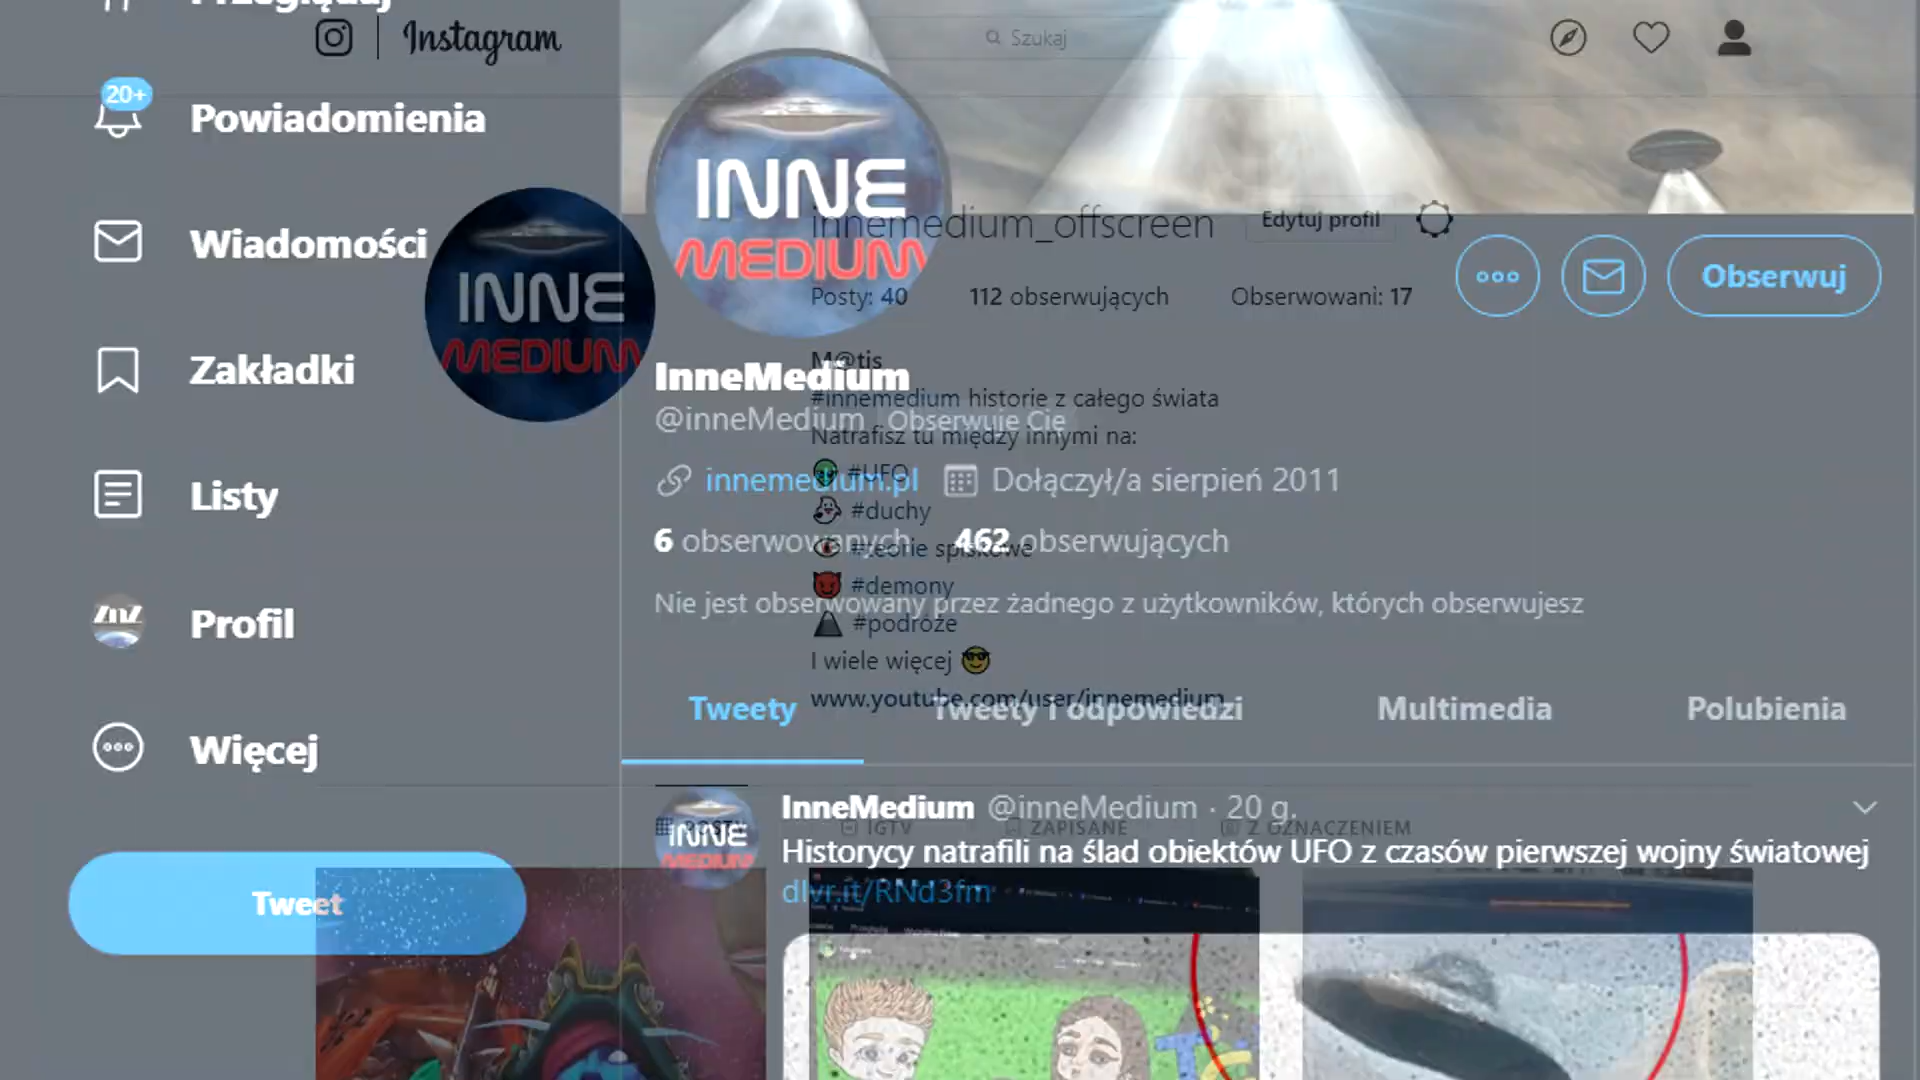 Przeglądaj
Instagram
Szukaj
20+
Powiadomienia
INNE
MEDIUM
innemedium_offscreen
Edytuj profil
Wiadomości
INNE
MEDIUM
Obserwuj
Posty: 40
112 obserwujących
Obserwowani: 17
Zakładki
M@tis
InneMedium
#innemedium historie z całego świata
@inneMedium
Obserwuje Cię
Natrafisz tu między innymi na:
#UFO
innemedium.pl
Dołączył/a sierpień 2011
Listy
#duchy
6 obserwowanych
462 obserwujących
#teorie spiskowe
#demony
Nie jest obserwowany przez żadnego z użytkowników, których obserwujesz
Profil
#podróże
I wiele więcej
www.youtube.com/user/innemedium
Tweety
Tweety i odpowiedzi
Multimedia
Polubienia
Więcej
InneMedium @inneMedium · 20 g.
POSTY
IGTV
ZAPISANE
Z OZNACZENIEM
INNE
MEDIUM
Historycy natrafili na ślad obiektów UFO z czasów pierwszej wojny światowej
dlvr.it/RNd3fm
Tweet